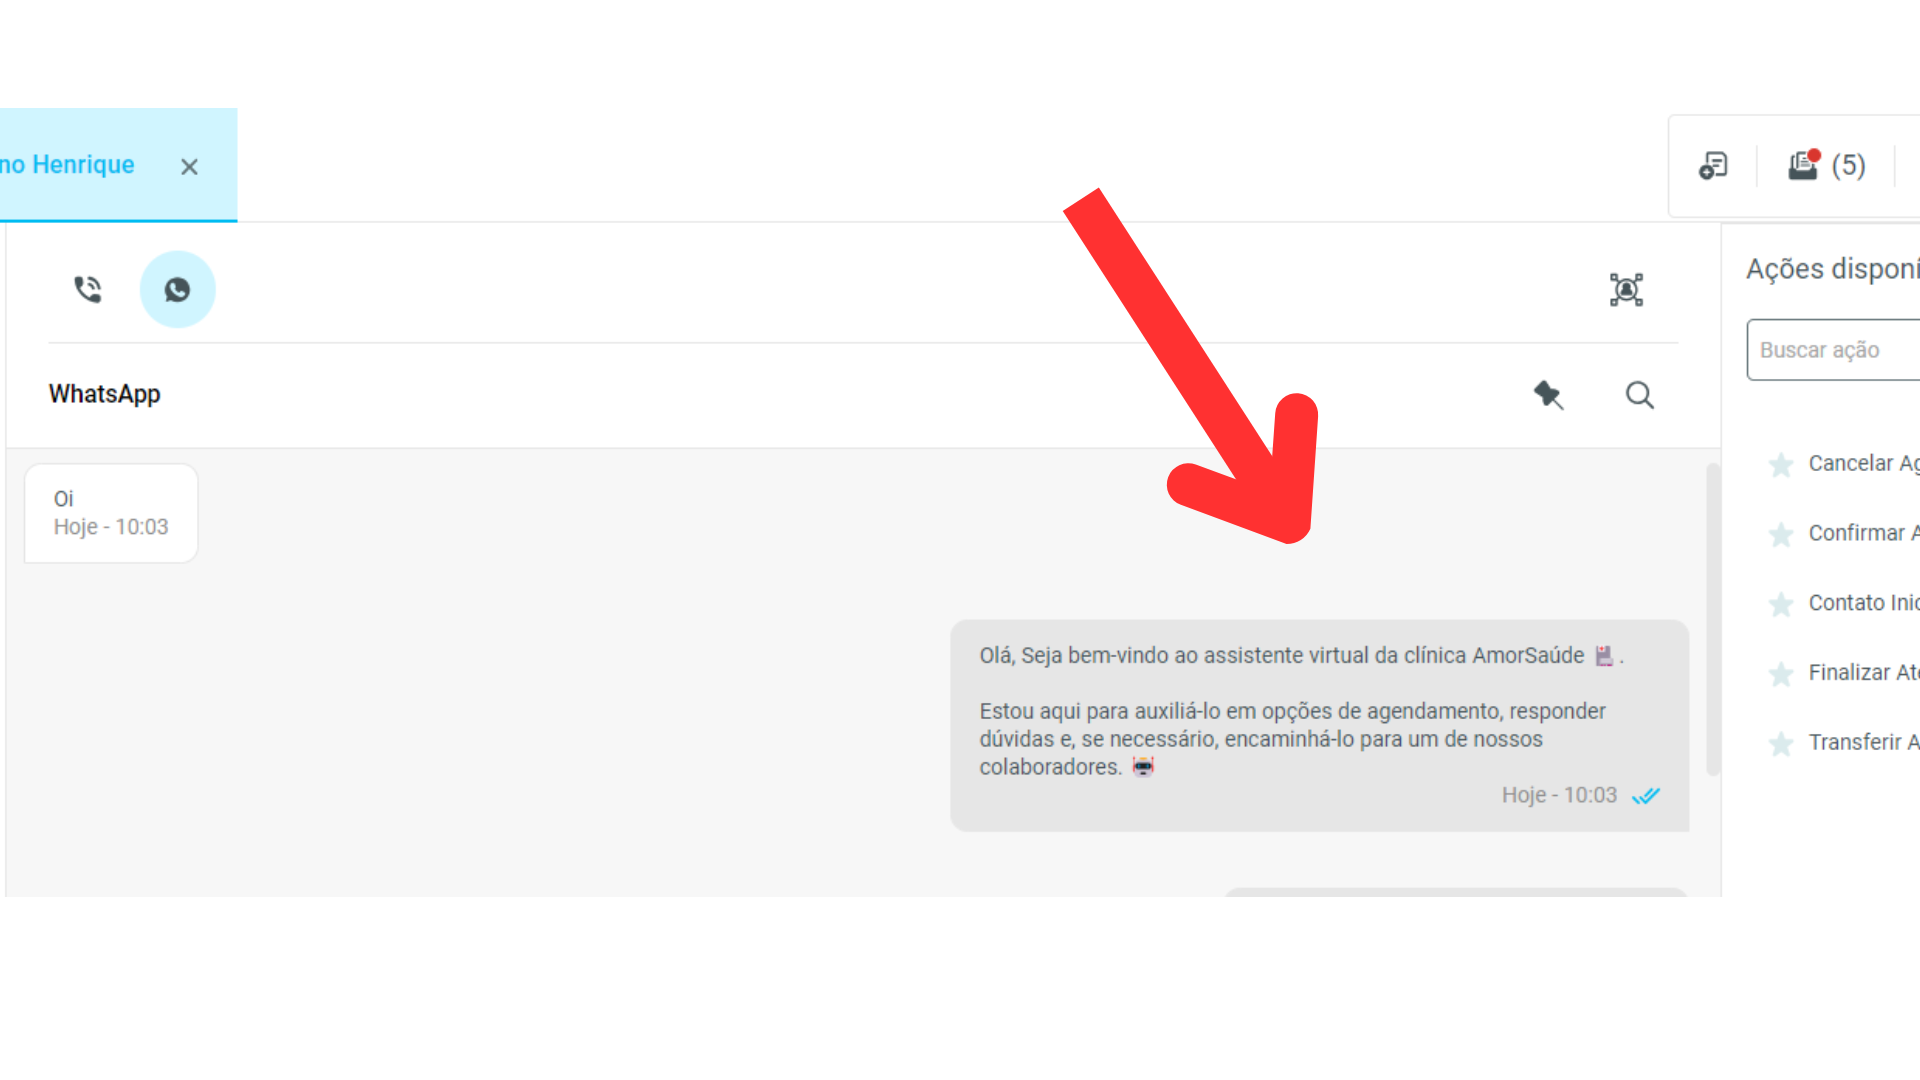 no Henrique
(5)
Ações disponí
Buscar ação
WhatsApp
Oi
Hoje - 10:03
Olá, Seja bem-vindo ao assistente virtual da clínica AmorSaúde 🏩 .
Estou aqui para auxiliá-lo em opções de agendamento, responder
dúvidas e, se necessário, encaminhá-lo para um de nossos
colaboradores. 🤖
Hoje - 10:03
Cancelar Ag
Confirmar A
Contato Inic
Finalizar Ate
Transferir A